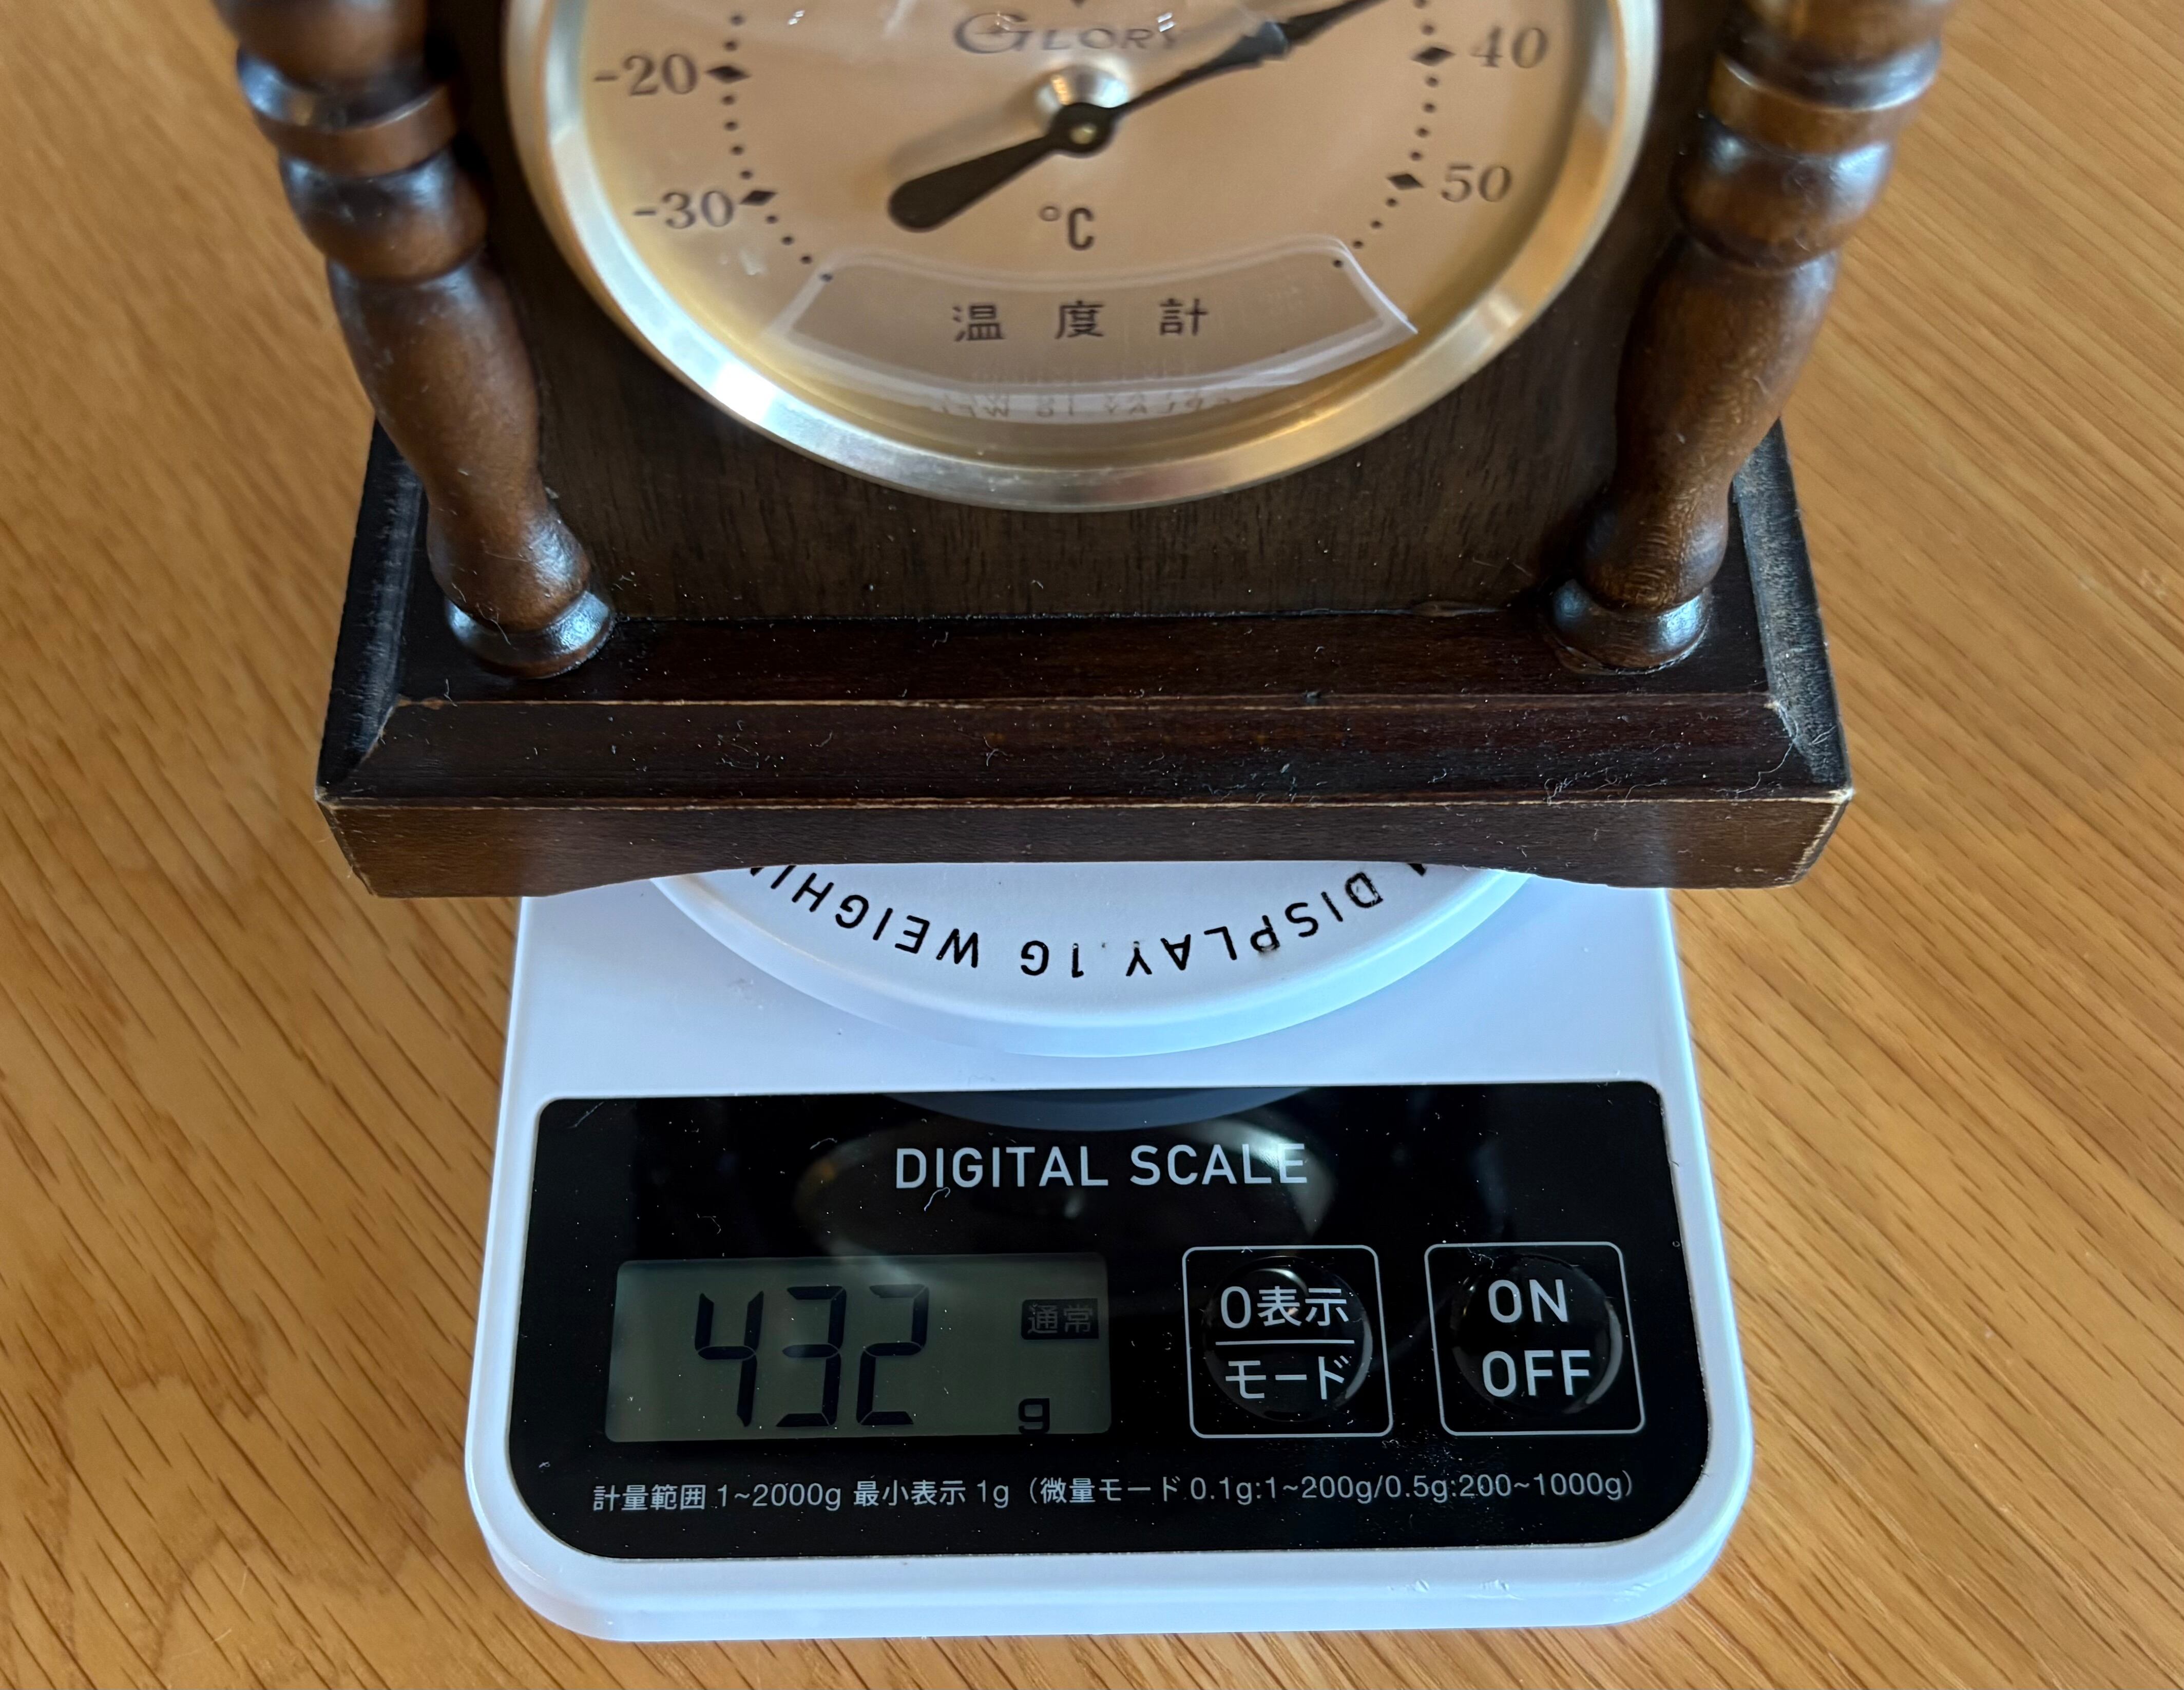 GLORY
-20
40
-30
50
°C
温度計
DISPLAY 1G WEIGHI
DIGITAL SCALE
432 g
通常
0表示
モード
ON
OFF
計量範囲 1~2000g 最小表示 1g（微量モード 0.1g:1~200g/0.5g:200~1000g）